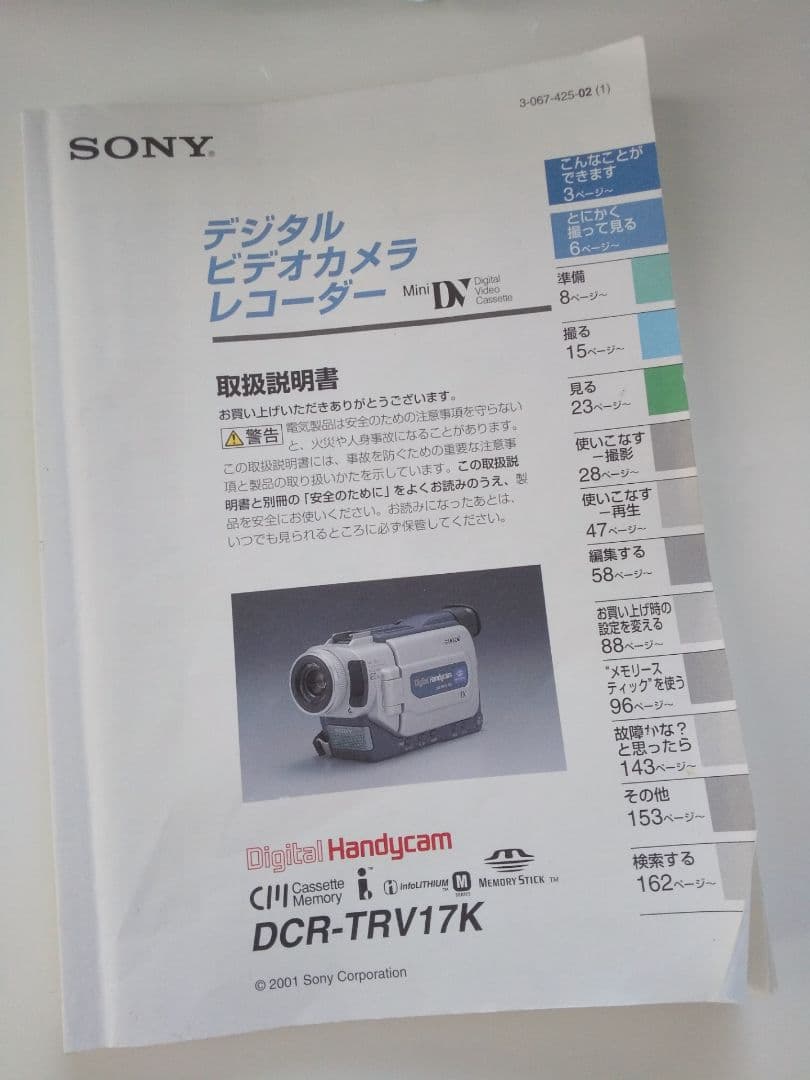 3-067-425-02 (1)
SONY®
デジタル
ビデオカメラ
レコーダー
Mini DV Digital
Video
Cassette
取扱説明書
お買い上げいただきありがとうございます。
警告 電気製品は安全のための注意事項を守らない
と、火災や人身事故になることがあります。
この取扱説明書には、事故を防ぐための重要な注意事
項と製品の取り扱いかたを示しています。この取扱説
明書と別冊の「安全のために」をよくお読みのうえ、製
品を安全にお使いください。お読みになったあとは、
いつでも見られるところに必ず保管してください。
こんなことが
できます
3ページ~
とにかく
撮って見る
6ページ~
準備
8ページ~
撮る
15ページ~
見る
23ページ~
使いこなす
–撮影
28ページ~
使いこなす
–再生
47ページ~
編集する
58ページ~
お買い上げ時の
設定を変える
88ページ~
"メモリース
ティック"を使う
96ページ~
故障かな?
と思ったら
143ページ~
その他
153ページ~
検索する
162ページ~
SONY
Digital Handycam
DV
Digital Handycam
CM Cassette
Memory
i InfoLITHIUM™ M SERIES
MEMORY STICK™
DCR-TRV17K
© 2001 Sony Corporation